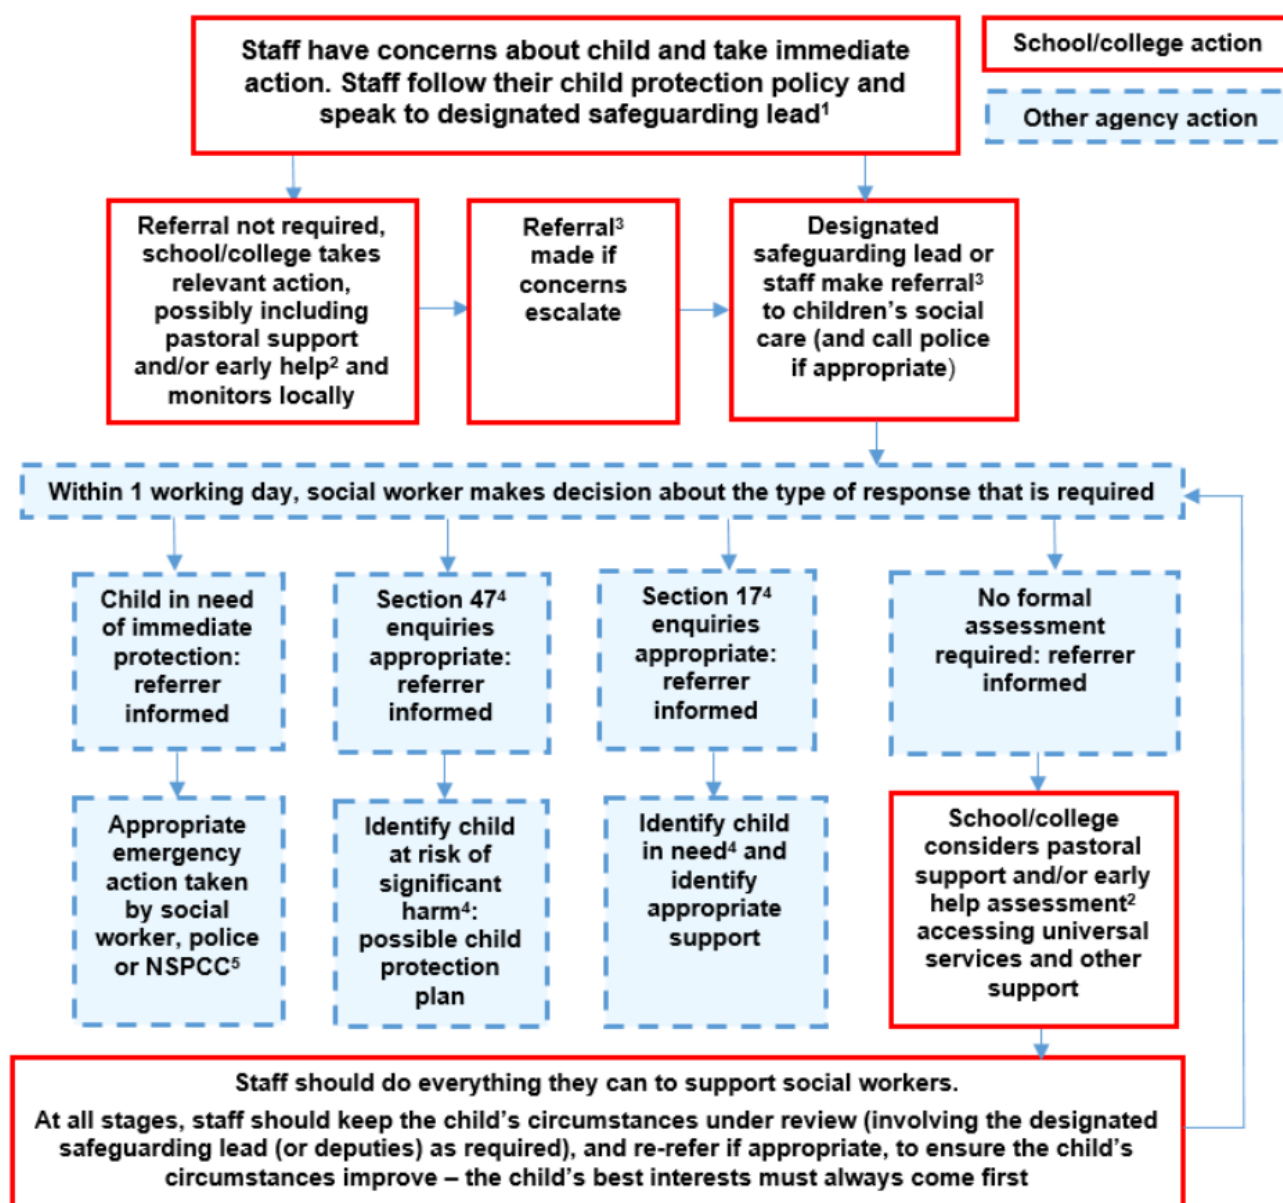 Staff have concerns about child and take immediate
action. Staff follow their child protection policy and
speak to designated safeguarding lead¹
School/college action
Other agency action
Referral not required,
school/college takes
relevant action,
possibly including
pastoral support
and/or early help² and
monitors locally
Referral³
made if
concerns
escalate
Designated
safeguarding lead or
staff make referral³
to children’s social
care (and call police
if appropriate)
Within 1 working day, social worker makes decision about the type of response that is required
Child in need
of immediate
protection:
referrer
informed
Section 47⁴
enquiries
appropriate:
referrer
informed
Section 17⁴
enquiries
appropriate:
referrer
informed
No formal
assessment
required: referrer
informed
Appropriate
emergency
action taken
by social
worker, police
or NSPCC⁵
Identify child
at risk of
significant
harm⁴:
possible child
protection
plan
Identify child
in need⁴ and
identify
appropriate
support
School/college
considers pastoral
support and/or early
help assessment²
accessing universal
services and other
support
Staff should do everything they can to support social workers.
At all stages, staff should keep the child’s circumstances under review (involving the designated
safeguarding lead (or deputies) as required), and re-refer if appropriate, to ensure the child’s
circumstances improve – the child’s best interests must always come first